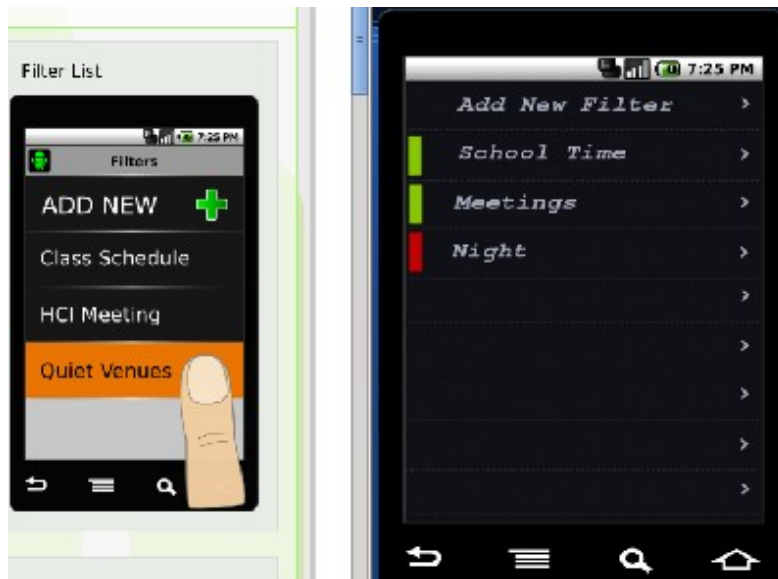 Filter List
7:25 PM
Filters
ADD NEW
Class Schedule
HCI Meeting
Quiet Venues
7:25 PM
Add New Filter
School Time
Meetings
Night